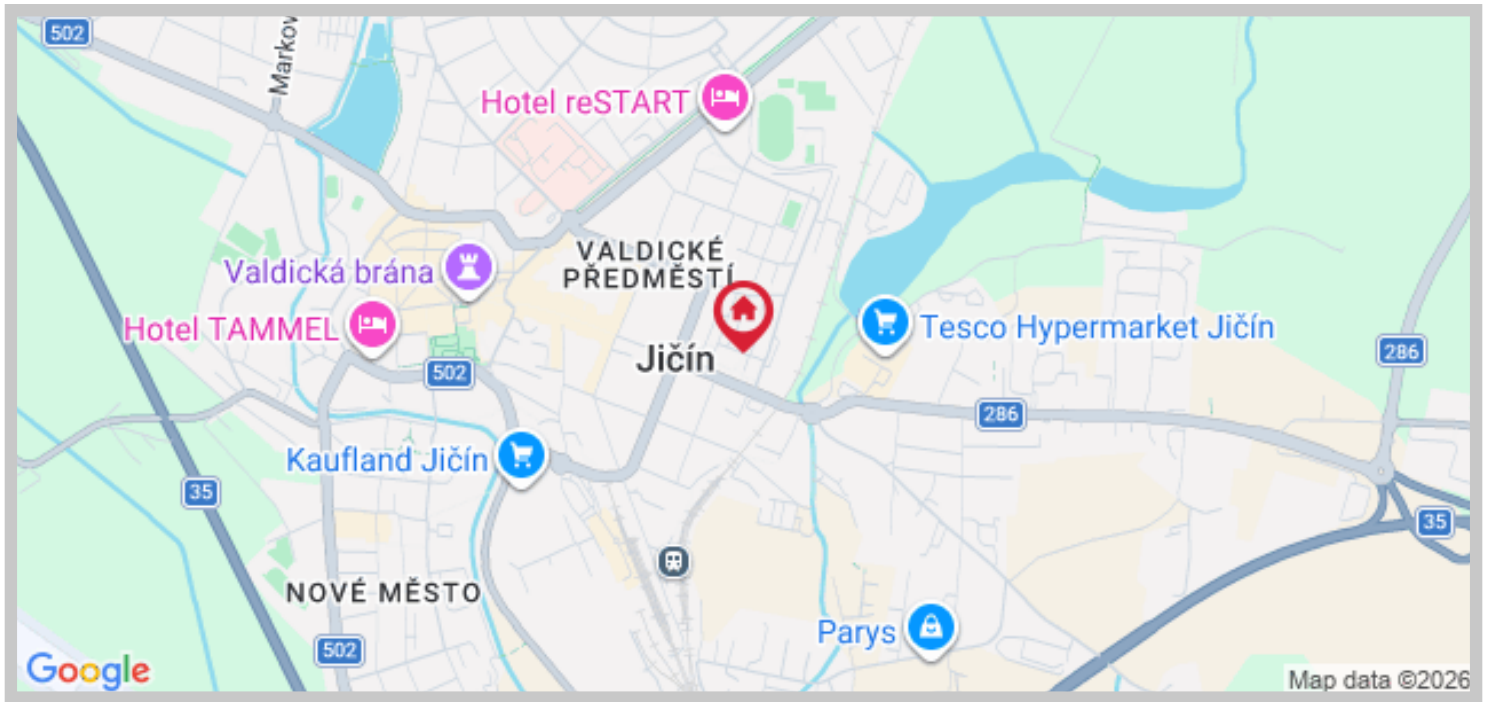 502
Markov
Hotel reSTART
VALDICKÉ
PŘEDMĚSTÍ
Valdická brána
Hotel TAMMEL
Tesco Hypermarket Jičín
286
Jičín
502
286
Kaufland Jičín
35
35
NOVÉ MĚSTO
Parys
502
Google
Map data ©2026